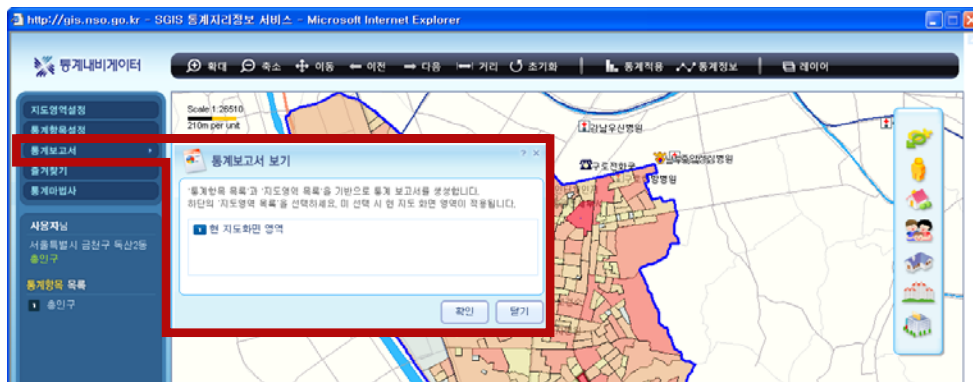 http://gis.nso.go.kr - SGIS 통계지리정보 서비스 - Microsoft Internet Explorer
통계내비게이터
확대 축소 이동 이전 다음 거리 초기화 통계적용 통계정보 레이어
지도영역설정
통계항목설정
통계보고서
즐겨찾기
통계마법사
사용자님
서울특별시 금천구 독산2동
총인구
통계항목 목록
1 총인구
Scale 1:26510
210m per unit
통계보고서 보기
? ×
'통계항목 목록'과 '지도영역 목록'을 기반으로 통계 보고서를 생성합니다.
하단의 '지도영역 목록'을 선택하세요. 미 선택 시 현 지도 화면 영역이 적용됩니다.
1 현 지도화면 영역
확인 닫기
강남우신병원
구로전화국